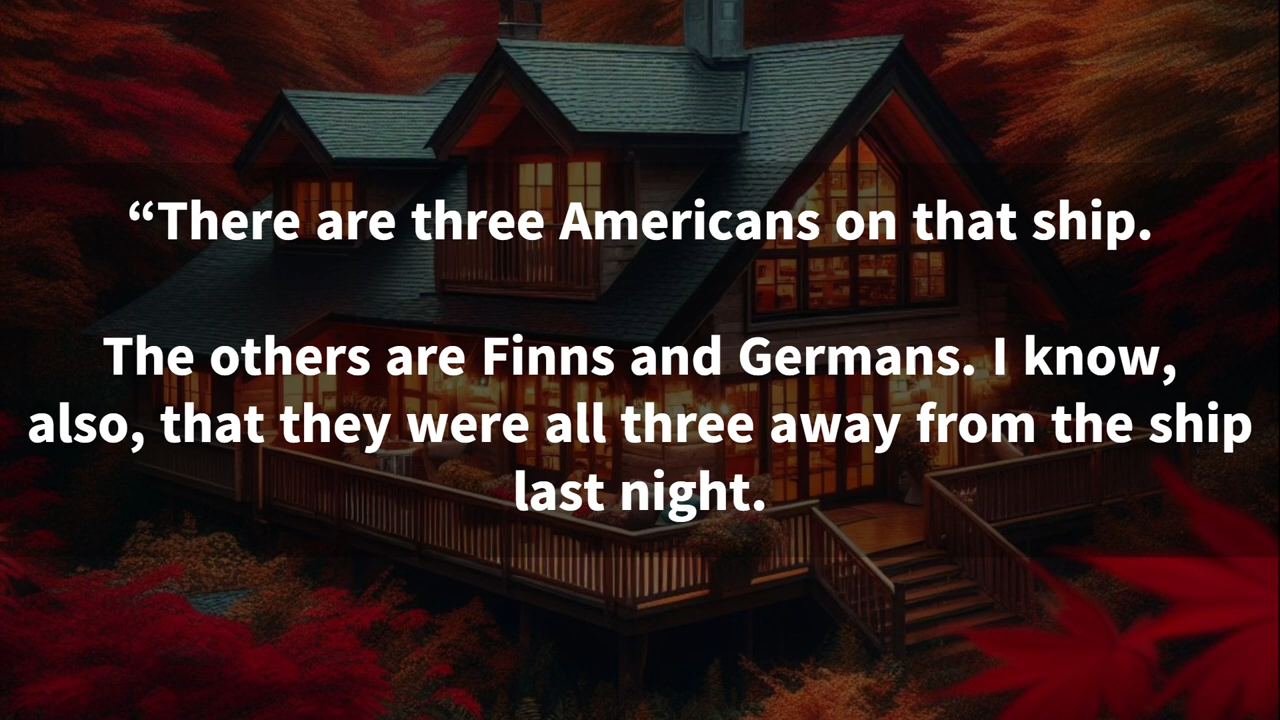 “There are three Americans on that ship.
The others are Finns and Germans. I know,
also, that they were all three away from the ship
last night.